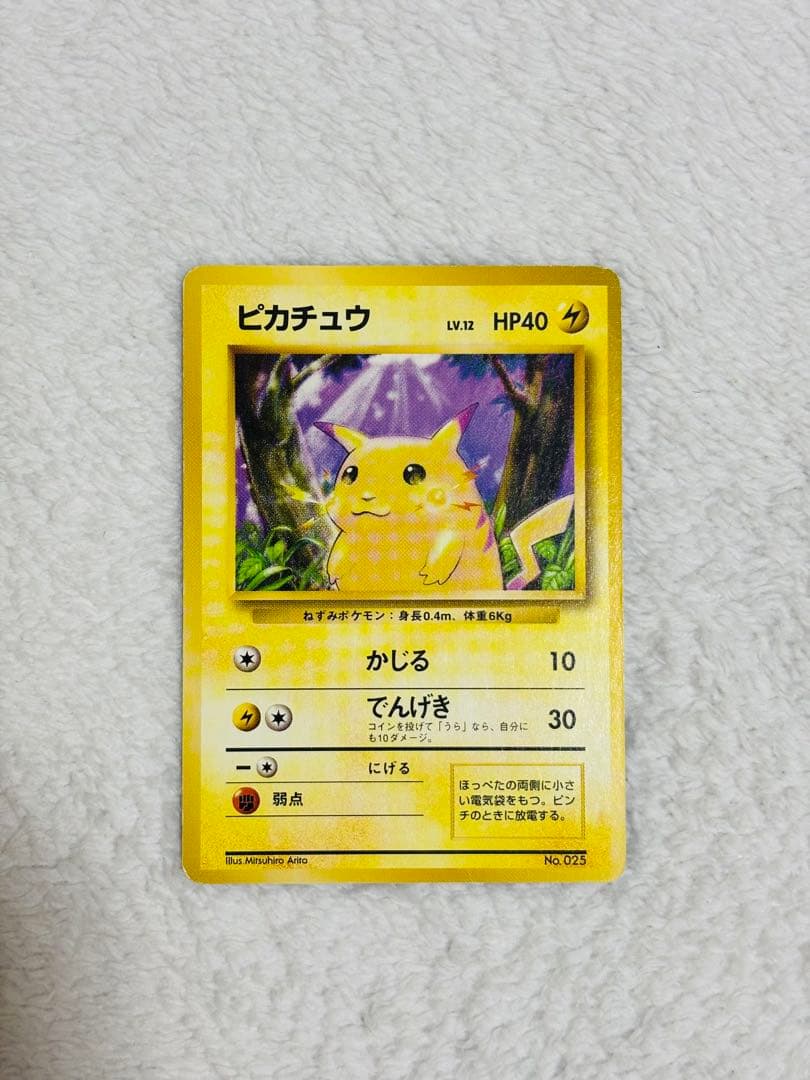 ピカチュウ LV.12 HP40
ねずみポケモン：身長0.4m、体重6Kg
かじる 10
でんげき 30
コインを投げて「うら」なら、自分に
も10ダメージ。
にげる
弱点
ほっぺたの両側に小さ
い電気袋をもつ。ピン
チのときに放電する。
Illus. Mitsuhiro Arita No. 025